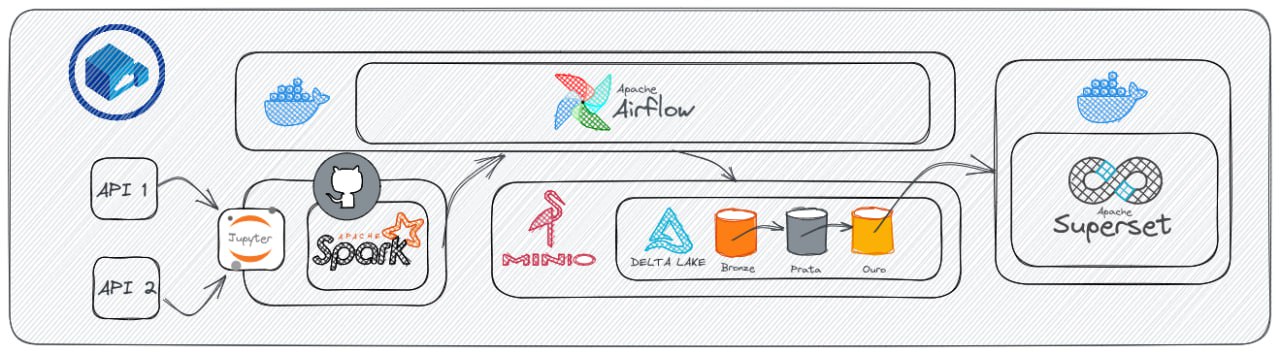 Apache
Airflow
API 1
Jupyter
APACHE
Spark
API 2
MINIO
DELTA LAKE
Bronze
Prata
Ouro
Apache
Superset